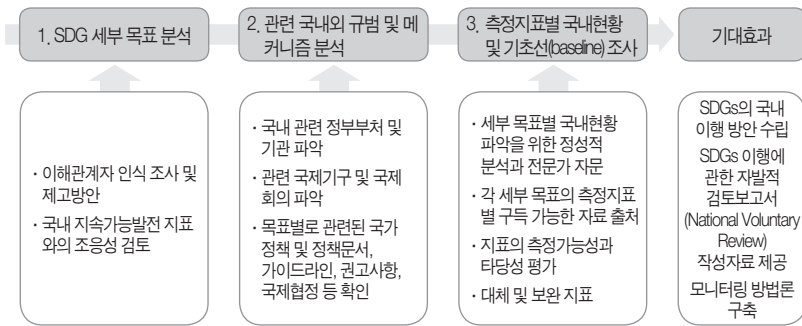 1. SDG 세부 목표 분석
2. 관련 국내외 규범 및 메
커니즘 분석
3. 측정지표별 국내현황
및 기초선(baseline) 조사
기대효과
· 이해관계자 인식 조사 및
제고방안
· 국내 지속가능발전 지표
와의 조응성 검토
· 국내 관련 정부부처 및
기관 파악
· 관련 국제기구 및 국제
회의 파악
· 목표별로 관련된 국가
정책 및 정책문서,
가이드라인, 권고사항,
국제협정 등 확인
· 세부 목표별 국내현황
파악을 위한 정성적
분석과 전문가 자문
· 각 세부 목표의 측정지표
별 구득 가능한 자료 출처
· 지표의 측정가능성과
타당성 평가
· 대체 및 보완 지표
SDGs의 국내
이행 방안 수립
SDGs 이행에
관한 자발적
검토보고서
(National Voluntary
Review)
작성자료 제공
모니터링 방법론
구축